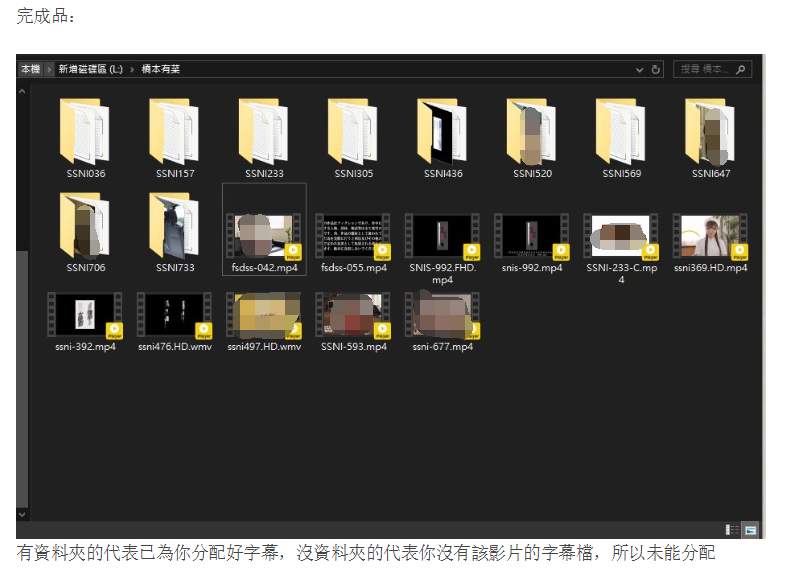 完成品:
本機 > 新增磁碟區 (L:) > 橋本有菜
搜尋 橋本...
SSNI036 SSNI157 SSNI233 SSNI305 SSNI436 SSNI520 SSNI569 SSNI647
SSNI706 SSNI733 fsdss-042.mp4 fsdss-055.mp4 SNIS-992.FHD. snis-992.mp4 SSNI-233-C.mp ssni369.HD.mp4
mp4 4
ssni-392.mp4 ssni476.HD.wmv ssni497.HD.wmv SSNI-593.mp4 ssni-677.mp4
有資料夾的代表已為你分配好字幕，沒資料夾的代表你沒有該影片的字幕檔，所以未能分配